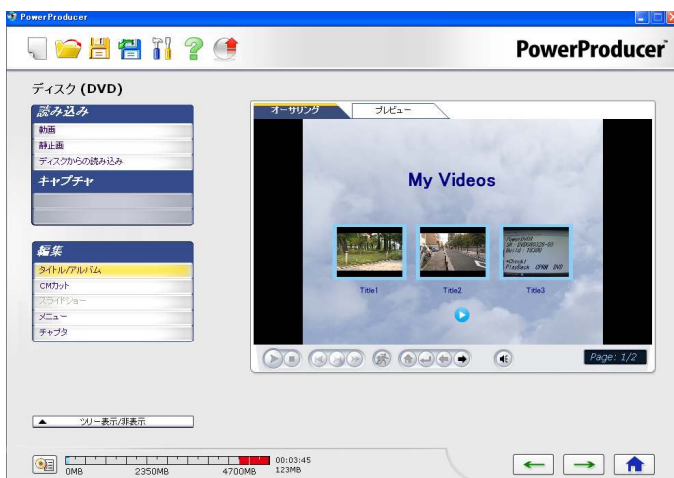 PowerProducer
PowerProducer
ディスク (DVD)
読み込み
動画
静止画
ディスクからの読み込み
キャプチャ
編集
タイトル/アルバム
CMカット
スライドショー
メニュー
チャプタ
オーサリング
プレビュー
My Videos
Title1
Title2
Title3
Page: 1/2
▲ ツリー表示/非表示
00:03:45
0MB
2350MB
4700MB
123MB